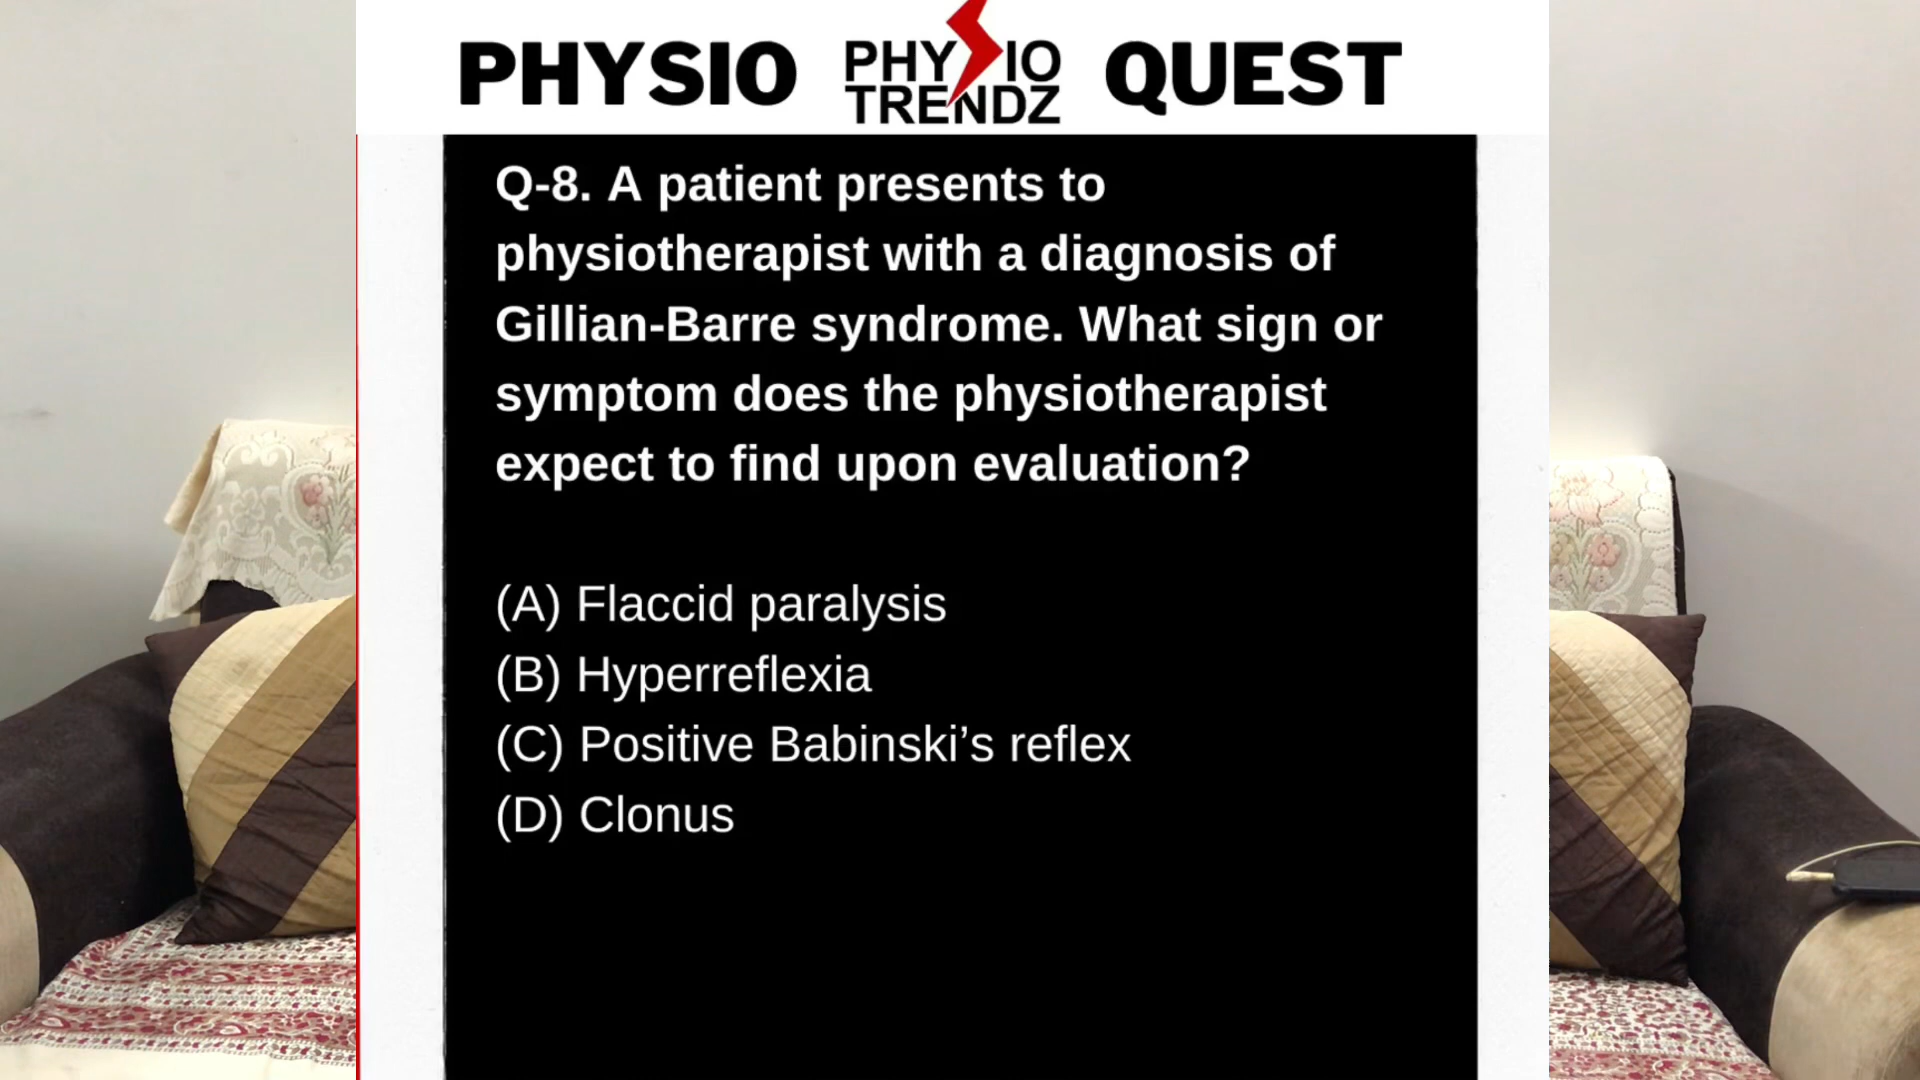 PHYSIO PHYSIO TRENDZ QUEST
Q-8. A patient presents to
physiotherapist with a diagnosis of
Gillian-Barre syndrome. What sign or
symptom does the physiotherapist
expect to find upon evaluation?
(A) Flaccid paralysis
(B) Hyperreflexia
(C) Positive Babinski’s reflex
(D) Clonus